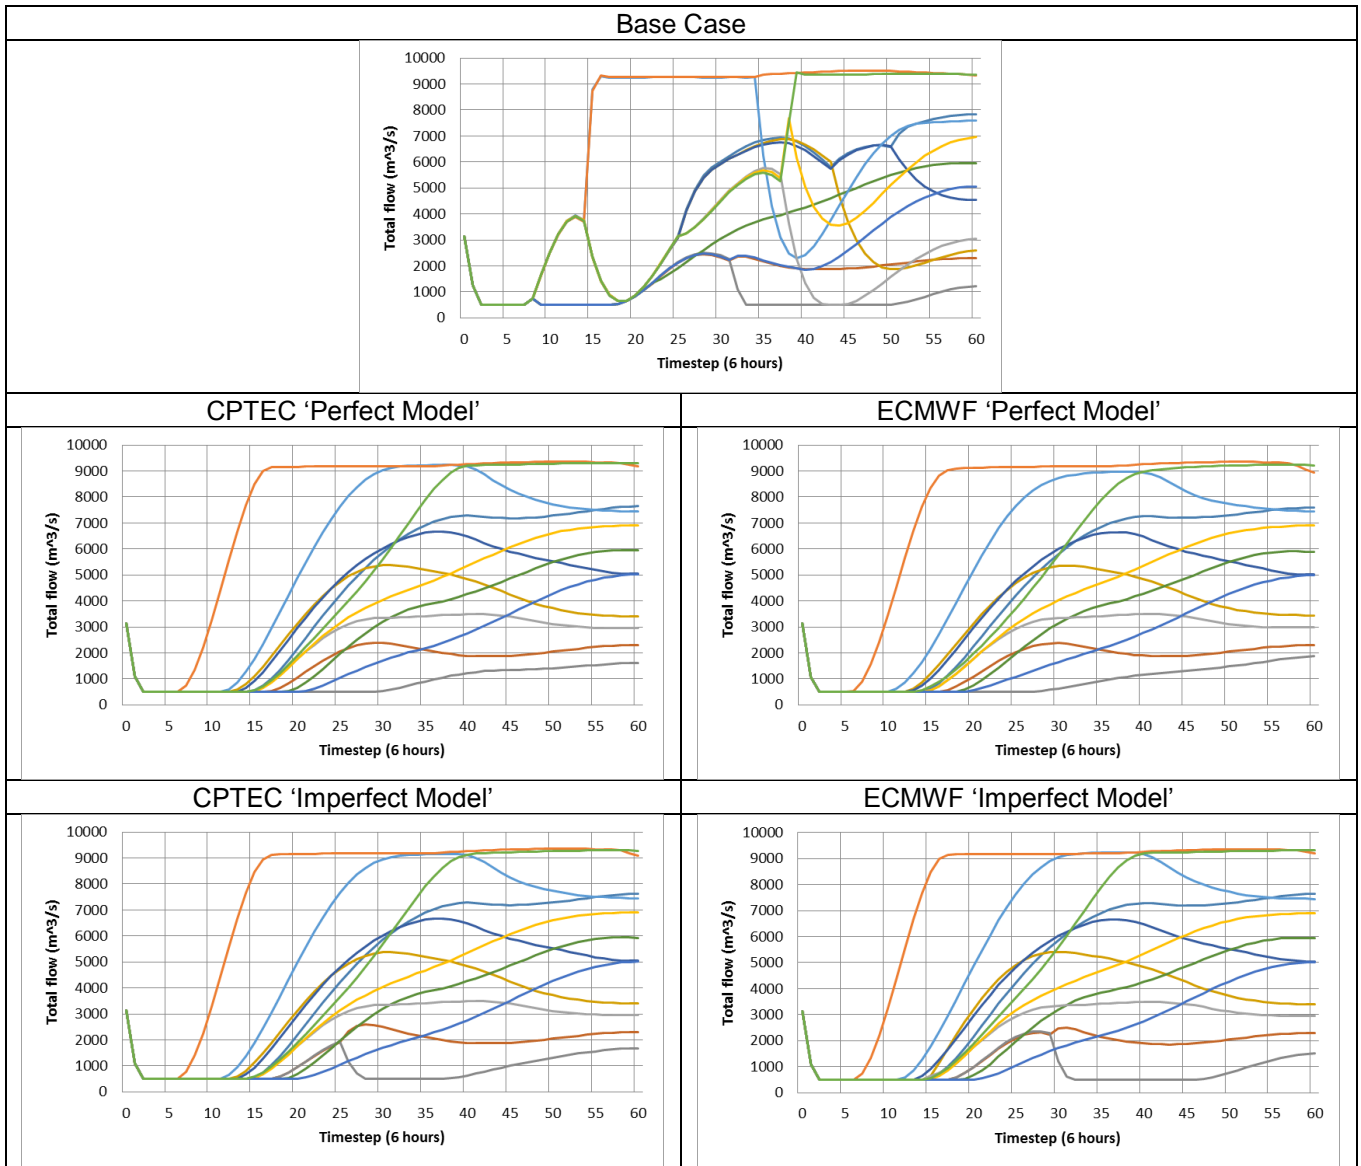 Base Case
10000
9000
8000
7000
6000
5000
4000
3000
2000
1000
0
Total flow (m^3/s)
0 5 10 15 20 25 30 35 40 45 50 55 60
Timestep (6 hours)
CPTEC ‘Perfect Model’
10000
9000
8000
7000
6000
5000
4000
3000
2000
1000
0
Total flow (m^3/s)
0 5 10 15 20 25 30 35 40 45 50 55 60
Timestep (6 hours)
ECMWF ‘Perfect Model’
10000
9000
8000
7000
6000
5000
4000
3000
2000
1000
0
Total flow (m^3/s)
0 5 10 15 20 25 30 35 40 45 50 55 60
Timestep (6 hours)
CPTEC ‘Imperfect Model’
10000
9000
8000
7000
6000
5000
4000
3000
2000
1000
0
Total flow (m^3/s)
0 5 10 15 20 25 30 35 40 45 50 55 60
Timestep (6 hours)
ECMWF ‘Imperfect Model’
10000
9000
8000
7000
6000
5000
4000
3000
2000
1000
0
Total flow (m^3/s)
0 5 10 15 20 25 30 35 40 45 50 55 60
Timestep (6 hours)